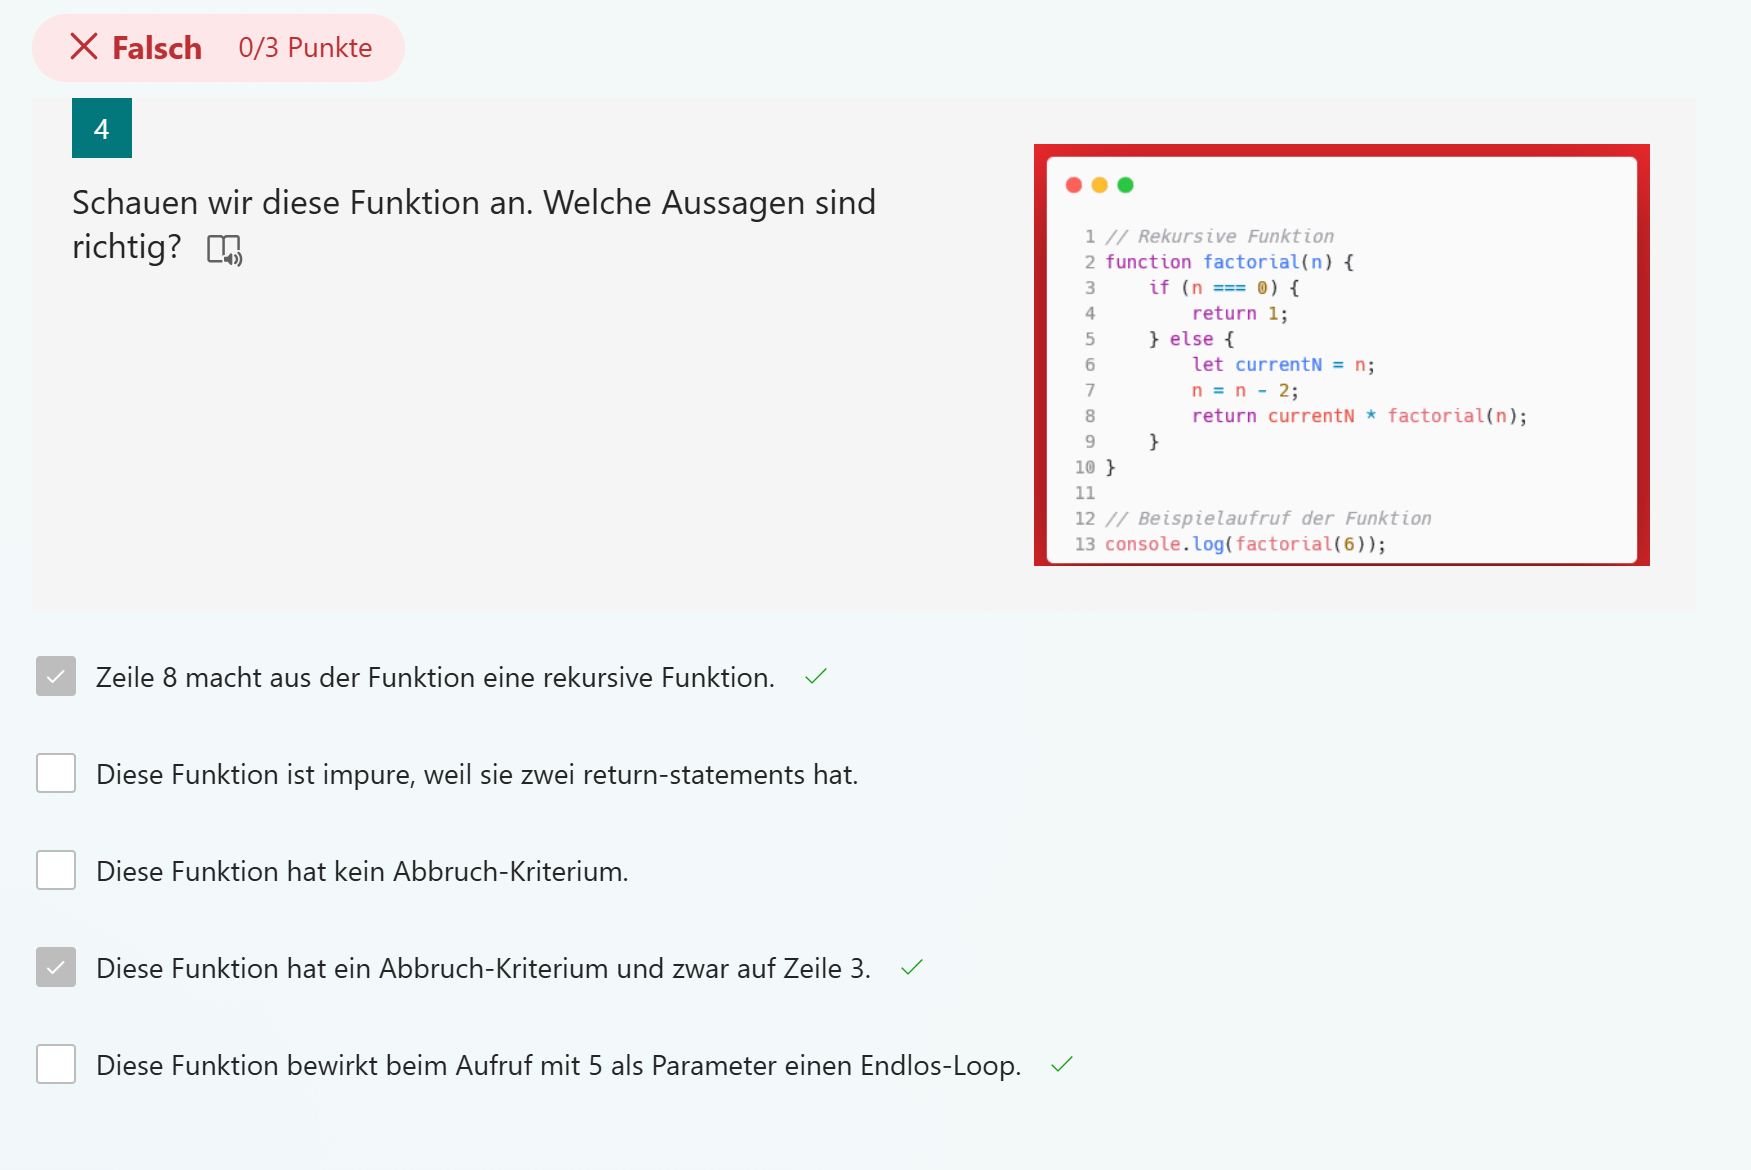 Falsch 0/3 Punkte
4
Schauen wir diese Funktion an. Welche Aussagen sind
richtig?
1 // Rekursive Funktion
2 function factorial(n) {
3     if (n === 0) {
4         return 1;
5     } else {
6         let currentN = n;
7         n = n - 2;
8         return currentN * factorial(n);
9     }
10 }
11
12 // Beispielaufruf der Funktion
13 console.log(factorial(6));
Zeile 8 macht aus der Funktion eine rekursive Funktion.
Diese Funktion ist impure, weil sie zwei return-statements hat.
Diese Funktion hat kein Abbruch-Kriterium.
Diese Funktion hat ein Abbruch-Kriterium und zwar auf Zeile 3.
Diese Funktion bewirkt beim Aufruf mit 5 als Parameter einen Endlos-Loop.